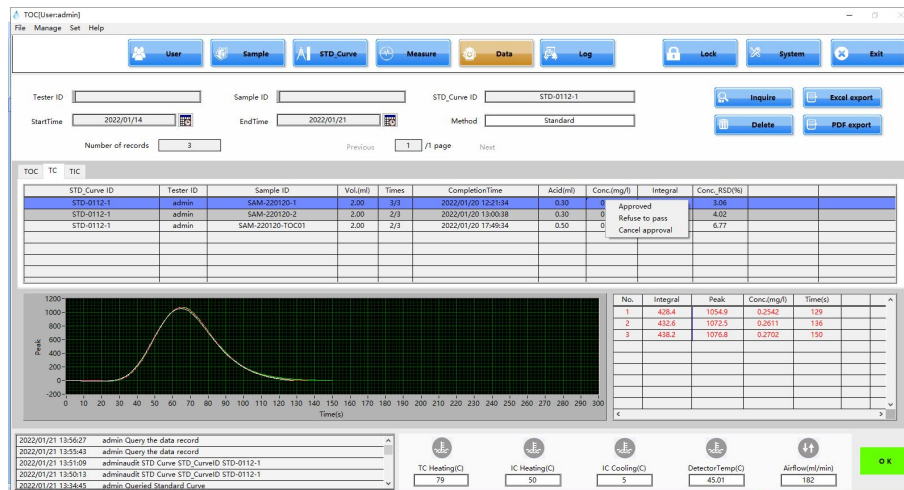 TOC[User:admin]
File Manage Set Help
User Sample STD_Curve Measure Data Log Lock System Exit
Tester ID Sample ID STD_Curve ID STD-0112-1 Inquire Excel export
StartTime 2022/01/14 EndTime 2022/01/21 Method Standard Delete PDF export
Number of records 3 Previous 1 /1 page Next
TOC TC TIC
STD_Curve ID Tester ID Sample ID Vol.(ml) Times CompletionTime Acid(ml) Conc.(mg/l) Integral Conc._RSD(%)
STD-0112-1 admin SAM-220120-1 2.00 3/3 2022/01/20 12:21:34 0.30 0 3.06
STD-0112-1 admin SAM-220120-2 2.00 2/3 2022/01/20 13:00:38 0.30 0 4.02
STD-0112-1 admin SAM-220120-TOC01 2.00 2/3 2022/01/20 17:49:34 0.50 0 6.77
Approved
Refuse to pass
Cancel approval
1200
1000
800
600
400
200
0
-200
Peak
0 10 20 30 40 50 60 70 80 90 100 110 120 130 140 150 160 170 180 190 200 210 220 230 240 250 260 270 280 290 300
Time(s)
No. Integral Peak Conc.(mg/l) Time(s)
1 428.4 1054.9 0.2542 129
2 432.6 1072.5 0.2611 136
3 438.2 1076.8 0.2702 150
2022/01/21 13:56:27 admin Query the data record
2022/01/21 13:55:43 admin Query the data record
2022/01/21 13:51:09 adminaudit STD Curve STD_CurveID STD-0112-1
2022/01/21 13:50:13 adminaudit STD Curve STD_CurveID STD-0112-1
2022/01/21 13:34:45 admin Queried Standard Curve
TC Heating(C) IC Heating(C) IC Cooling(C) DetectorTemp(C) Airflow(ml/min)
79 50 5 45.01 182
OK